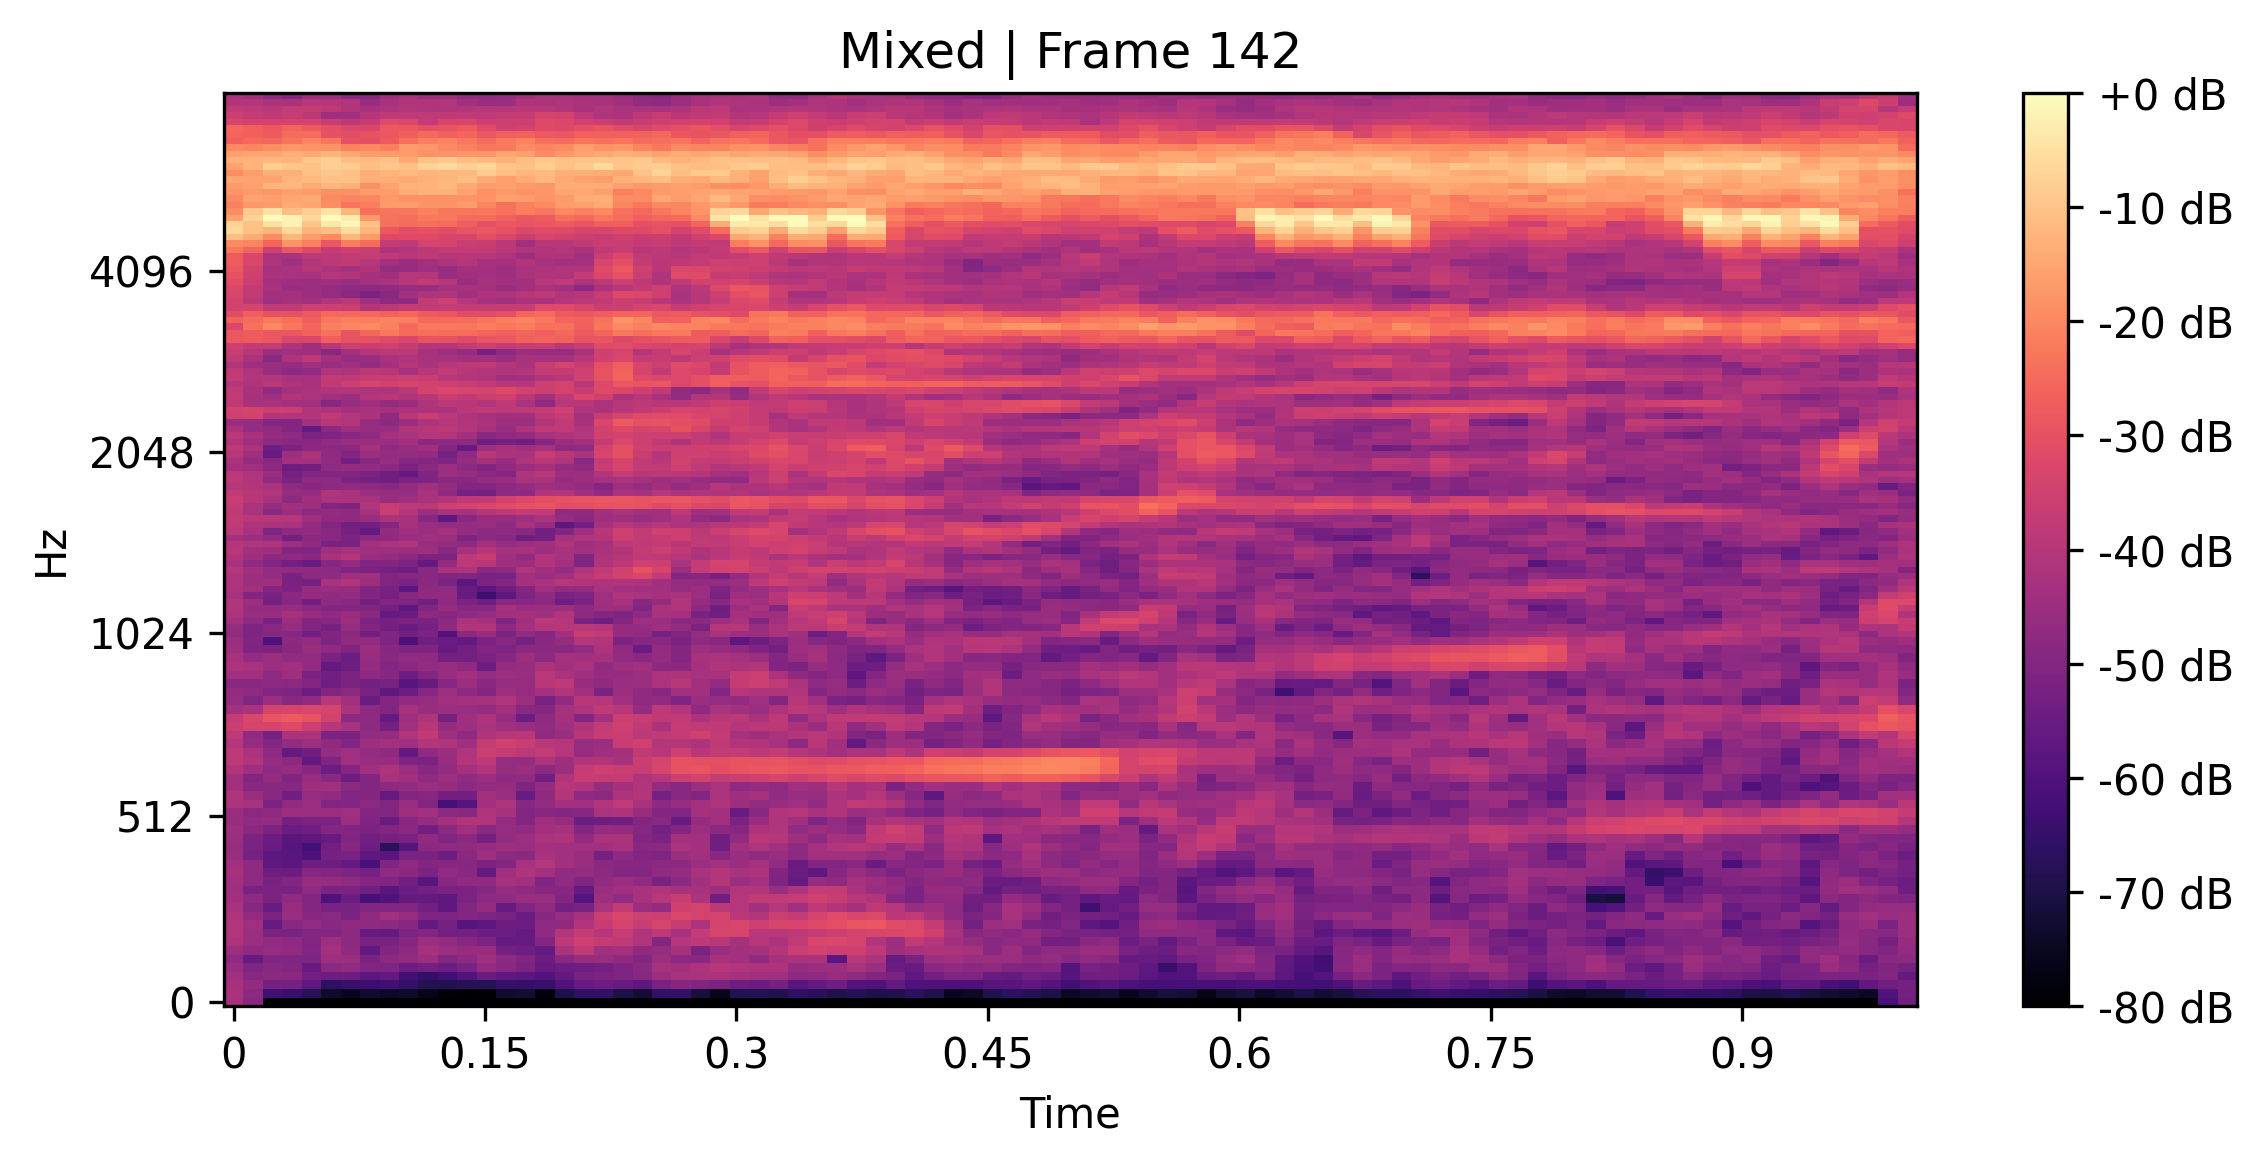 Mixed | Frame 142
+0 dB
-10 dB
-20 dB
-30 dB
-40 dB
-50 dB
-60 dB
-70 dB
-80 dB
Hz
4096
2048
1024
512
0
0 0.15 0.3 0.45 0.6 0.75 0.9
Time